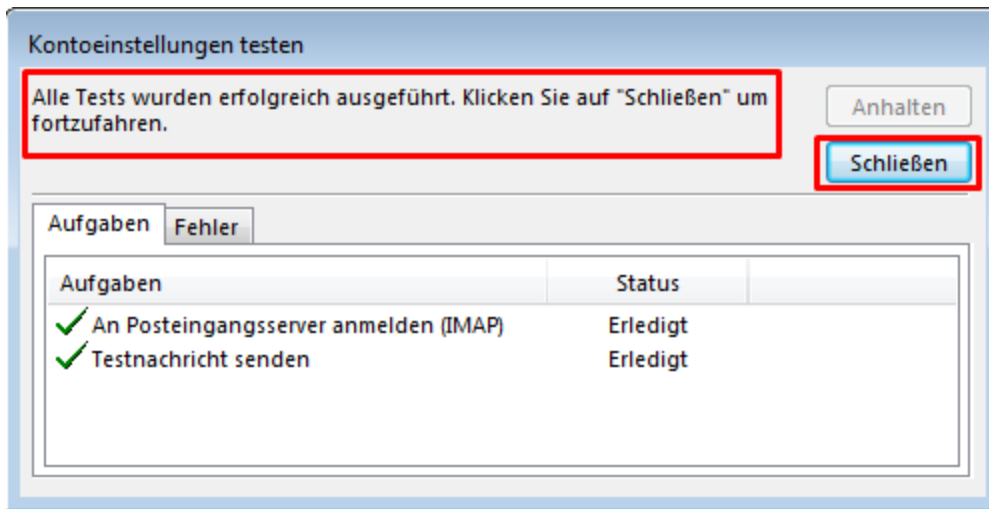 Kontoeinstellungen testen
Alle Tests wurden erfolgreich ausgeführt. Klicken Sie auf "Schließen" um
fortzufahren.
Anhalten
Schließen
Aufgaben Fehler
Aufgaben Status
An Posteingangsserver anmelden (IMAP) Erledigt
Testnachricht senden Erledigt